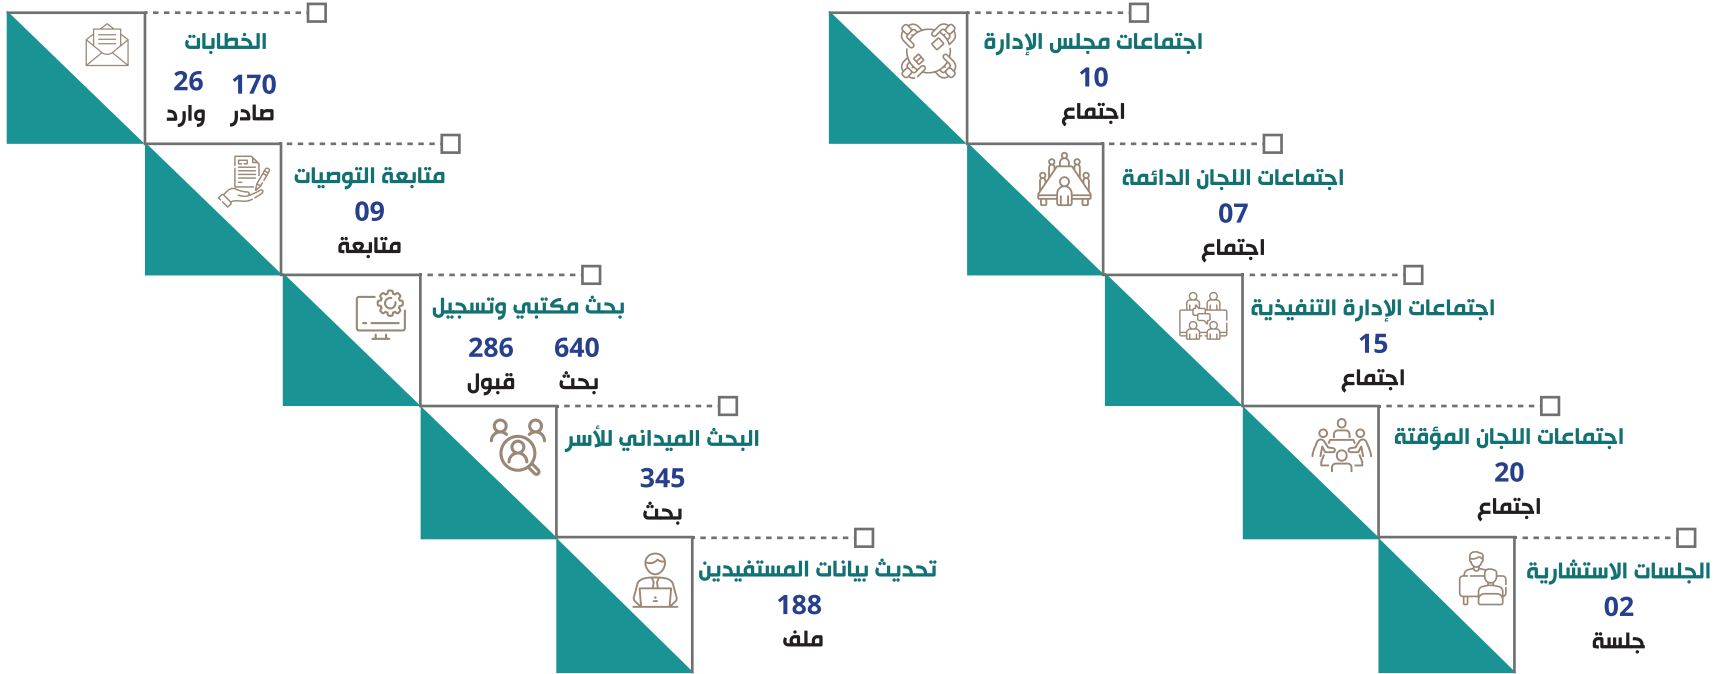 اجتماعات مجلس الإدارة
10
اجتماع
اجتماعات اللجان الدائمة
07
اجتماع
اجتماعات الإدارة التنفيذية
15
اجتماع
اجتماعات اللجان المؤقتة
20
اجتماع
الجلسات الاستشارية
02
جلسة
الخطابات
170 26
صادر وارد
متابعة التوصيات
09
متابعة
بحث مكتبي وتسجيل
640 286
بحث قبول
البحث الميداني للأسر
345
بحث
تحديث بيانات المستفيدين
188
ملف